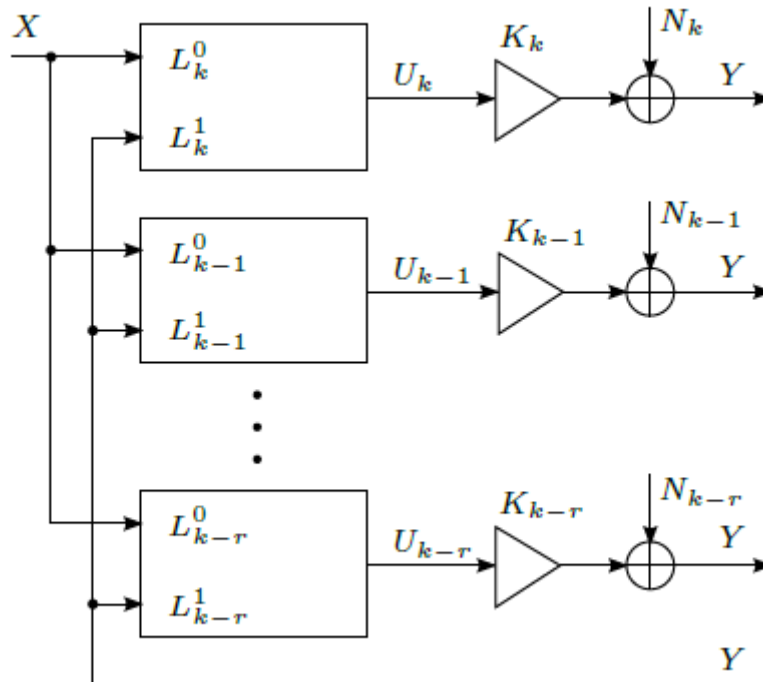 X
L_k^0
L_k^1
U_k
K_k
N_k
Y
L_{k-1}^0
L_{k-1}^1
U_{k-1}
K_{k-1}
N_{k-1}
Y
L_{k-r}^0
L_{k-r}^1
U_{k-r}
K_{k-r}
N_{k-r}
Y
Y